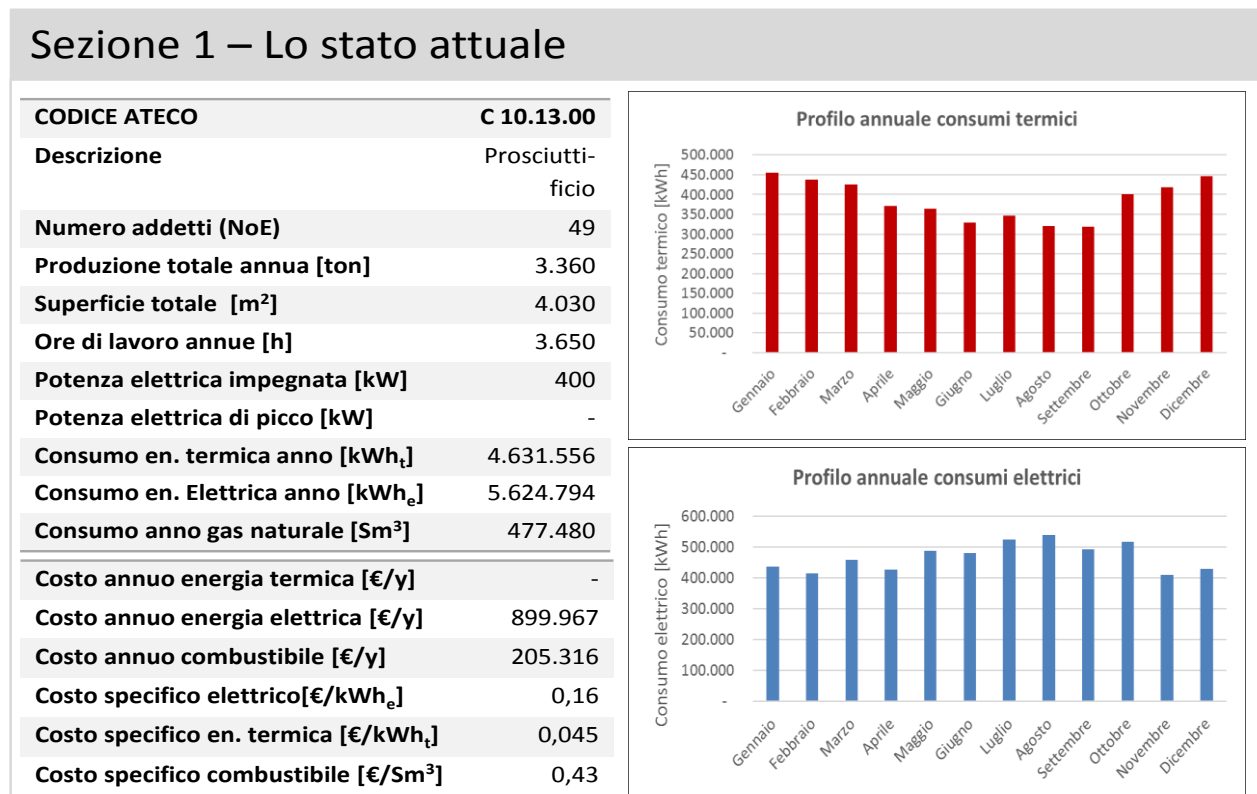 Sezione 1 – Lo stato attuale
CODICE ATECO C 10.13.00
Descrizione Prosciutti-
ficio
Numero addetti (NoE) 49
Produzione totale annua [ton] 3.360
Superficie totale [m²] 4.030
Ore di lavoro annue [h] 3.650
Potenza elettrica impegnata [kW] 400
Potenza elettrica di picco [kW] -
Consumo en. termica anno [kWhₜ] 4.631.556
Consumo en. Elettrica anno [kWhₑ] 5.624.794
Consumo anno gas naturale [Sm³] 477.480
Costo annuo energia termica [€/y] -
Costo annuo energia elettrica [€/y] 899.967
Costo annuo combustibile [€/y] 205.316
Costo specifico elettrico[€/kWhₑ] 0,16
Costo specifico en. termica [€/kWhₜ] 0,045
Costo specifico combustibile [€/Sm³] 0,43
Profilo annuale consumi termici
Consumo termico [kWh]
500.000
450.000
400.000
350.000
300.000
250.000
200.000
150.000
100.000
50.000
-
Gennaio
Febbraio
Marzo
Aprile
Maggio
Giugno
Luglio
Agosto
Settembre
Ottobre
Novembre
Dicembre
Profilo annuale consumi elettrici
Consumo elettrico [kWh]
600.000
500.000
400.000
300.000
200.000
100.000
-
Gennaio
Febbraio
Marzo
Aprile
Maggio
Giugno
Luglio
Agosto
Settembre
Ottobre
Novembre
Dicembre